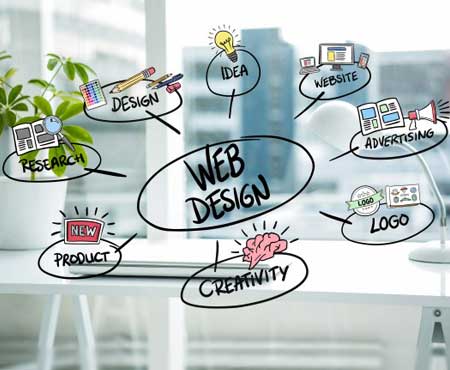 IDEA
DESIGN
WEBSITE
ADVERTISING
RESEARCH
WEB
DESIGN
LOGO
LOGO
NEW
PRODUCT
CREATIVITY